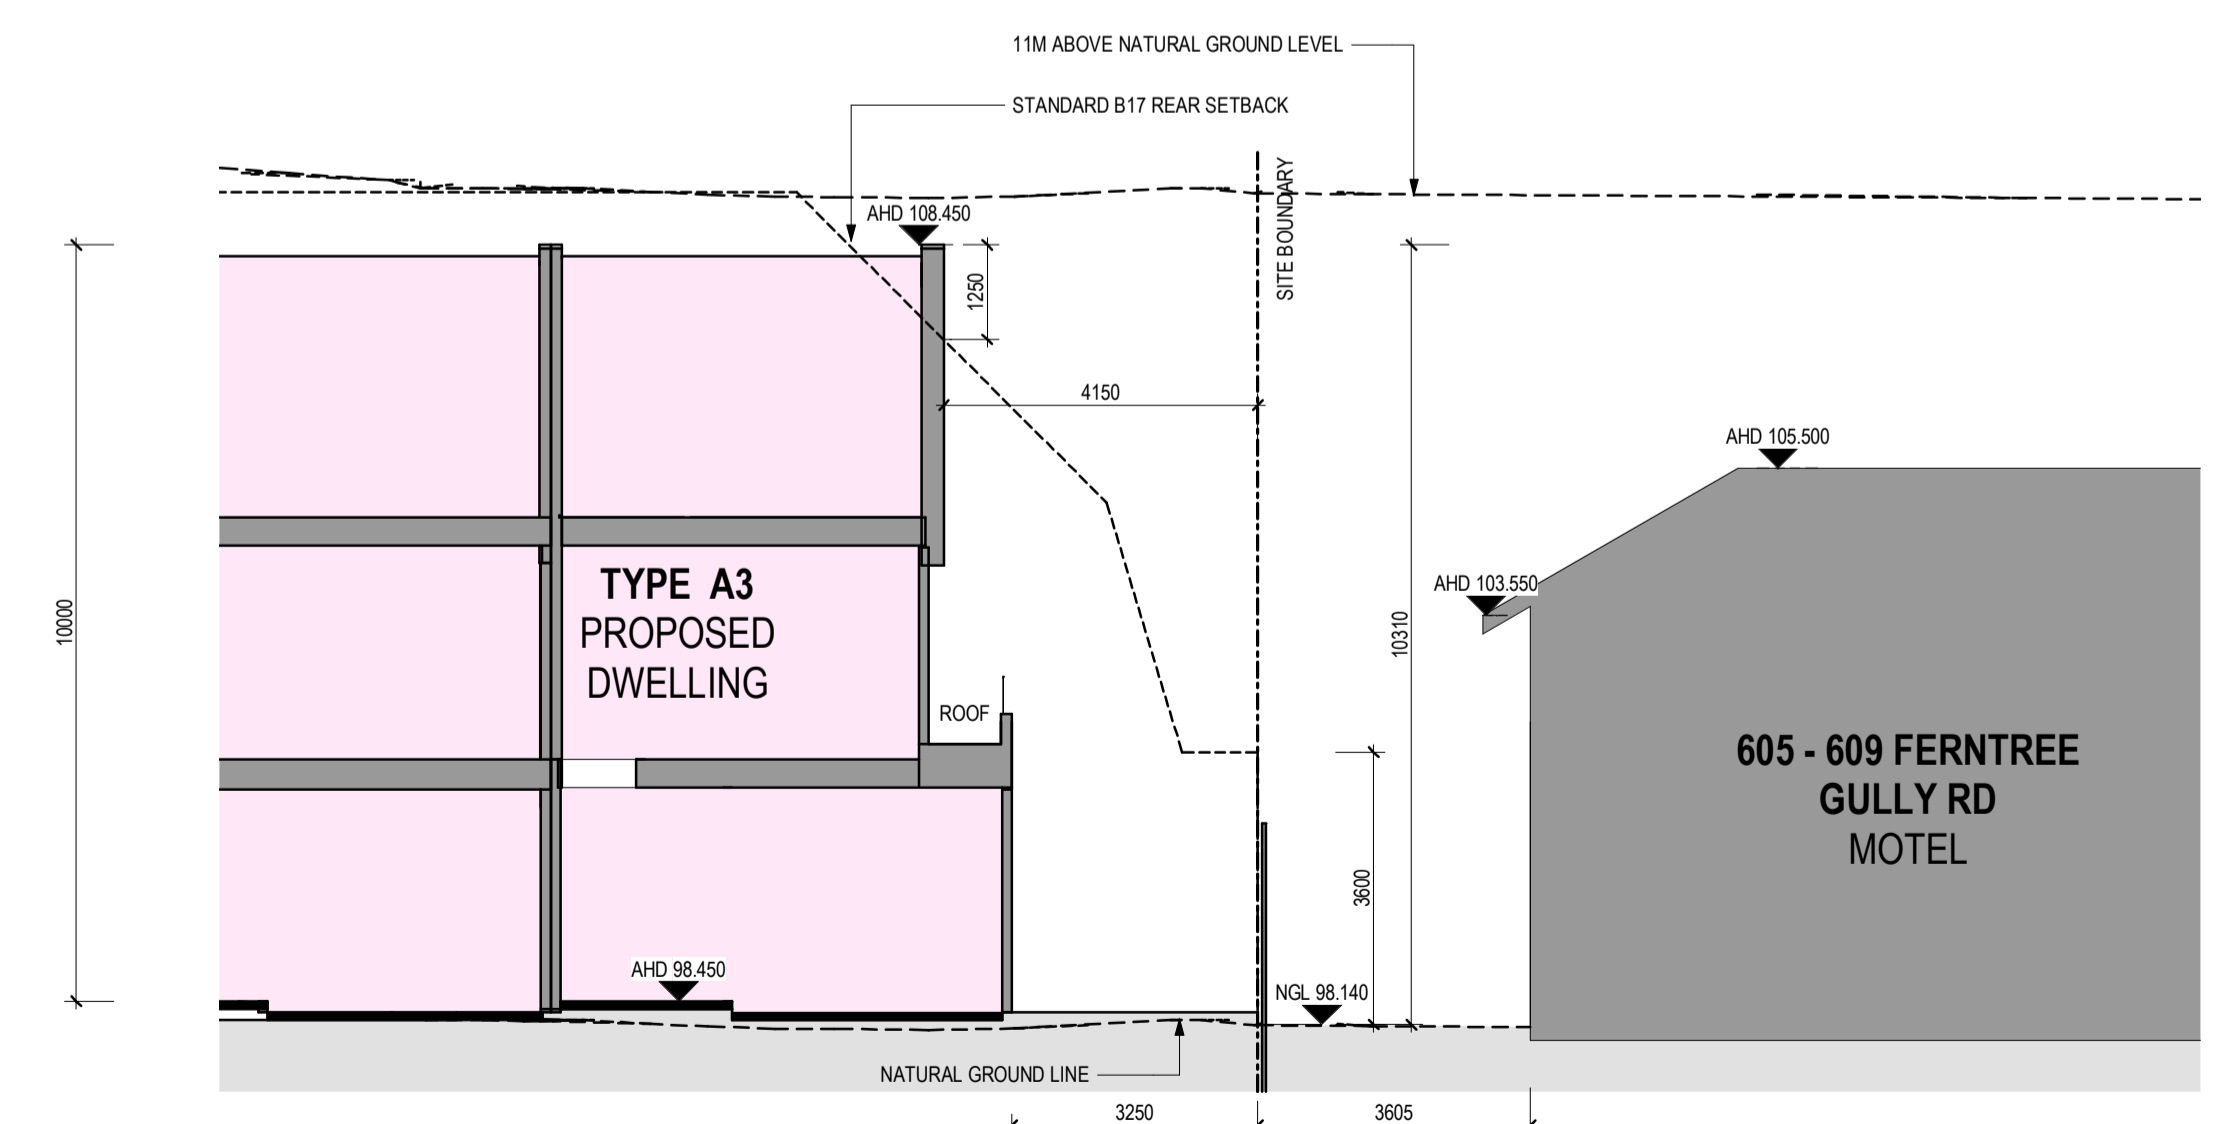 11M ABOVE NATURAL GROUND LEVEL
STANDARD B17 REAR SETBACK
SITE BOUNDARY
AHD 108.450
1250
4150
AHD 105.500
AHD 103.550
10000
TYPE A3
PROPOSED
DWELLING
10310
ROOF
605 - 609 FERNTREE
GULLY RD
MOTEL
3600
AHD 98.450
NGL 98.140
NATURAL GROUND LINE
3250
3605